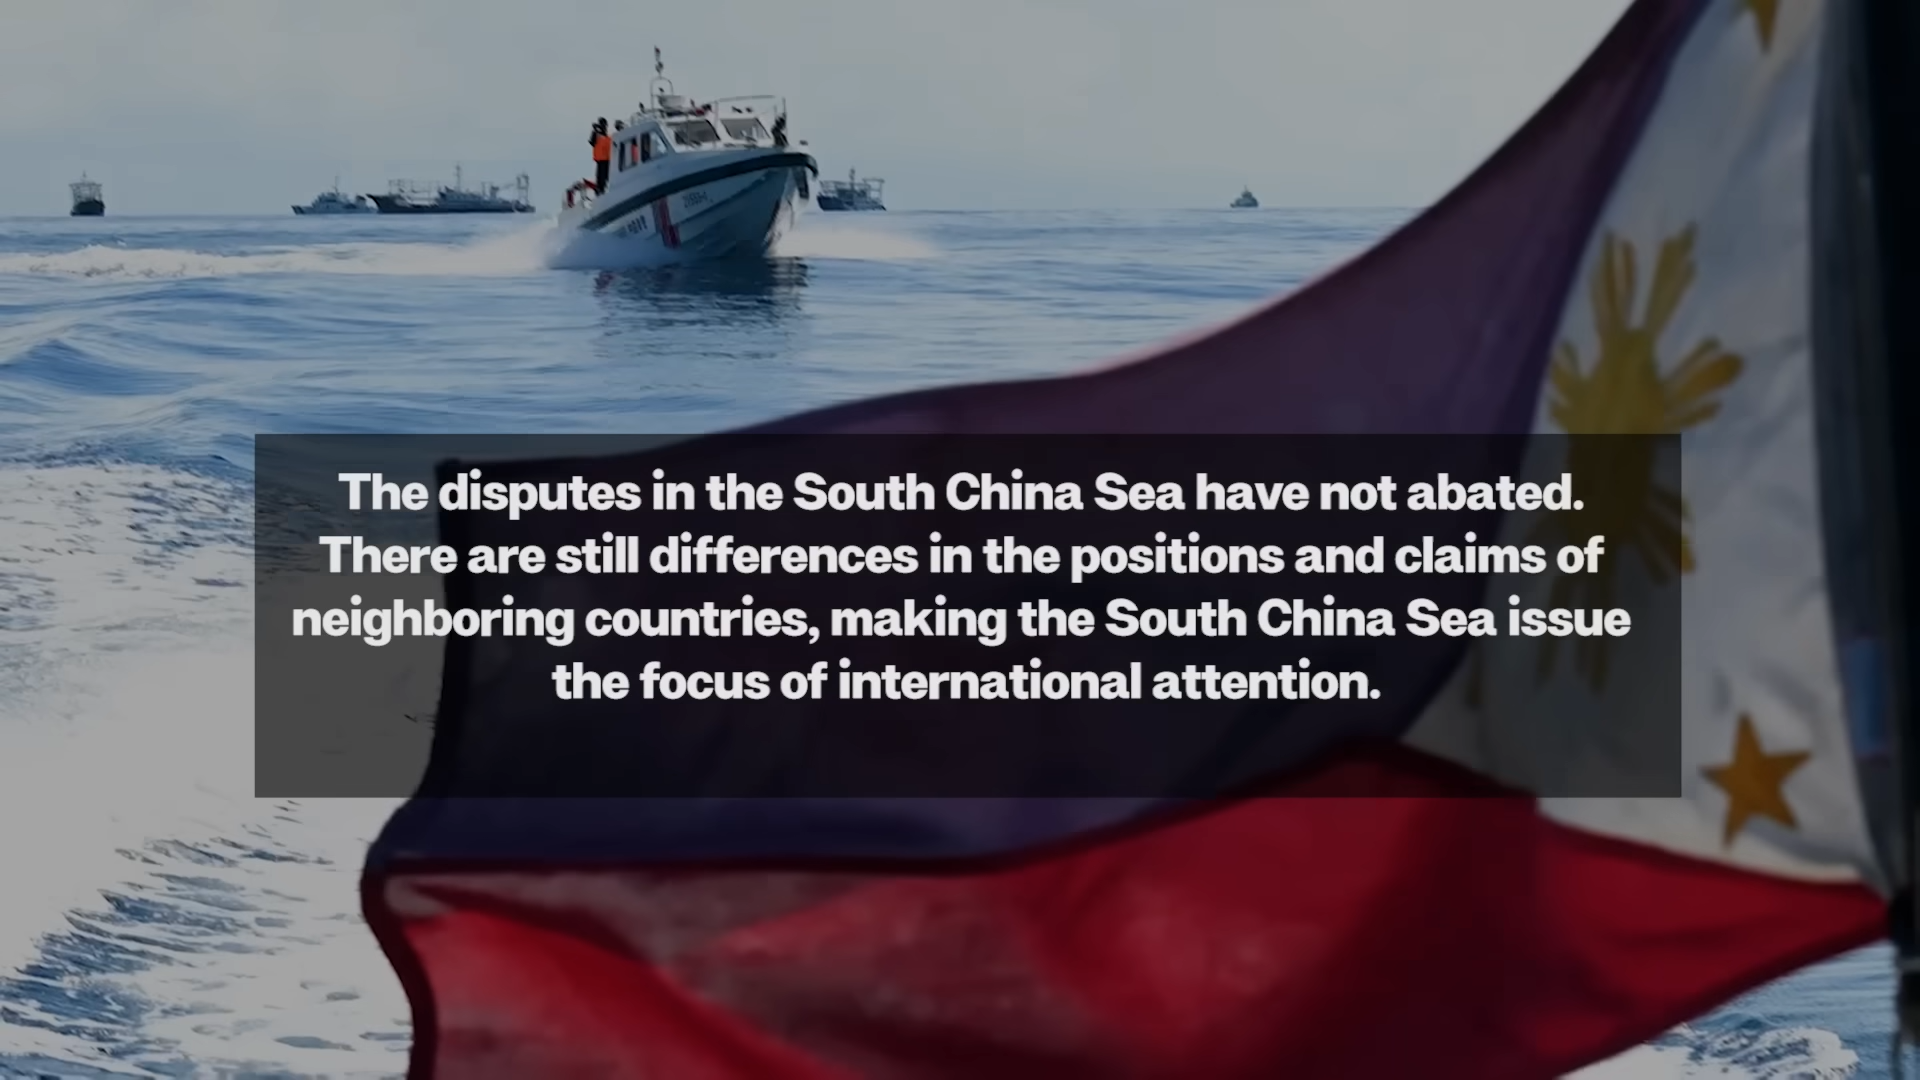 The disputes in the South China Sea have not abated.
There are still differences in the positions and claims of
neighboring countries, making the South China Sea issue
the focus of international attention.